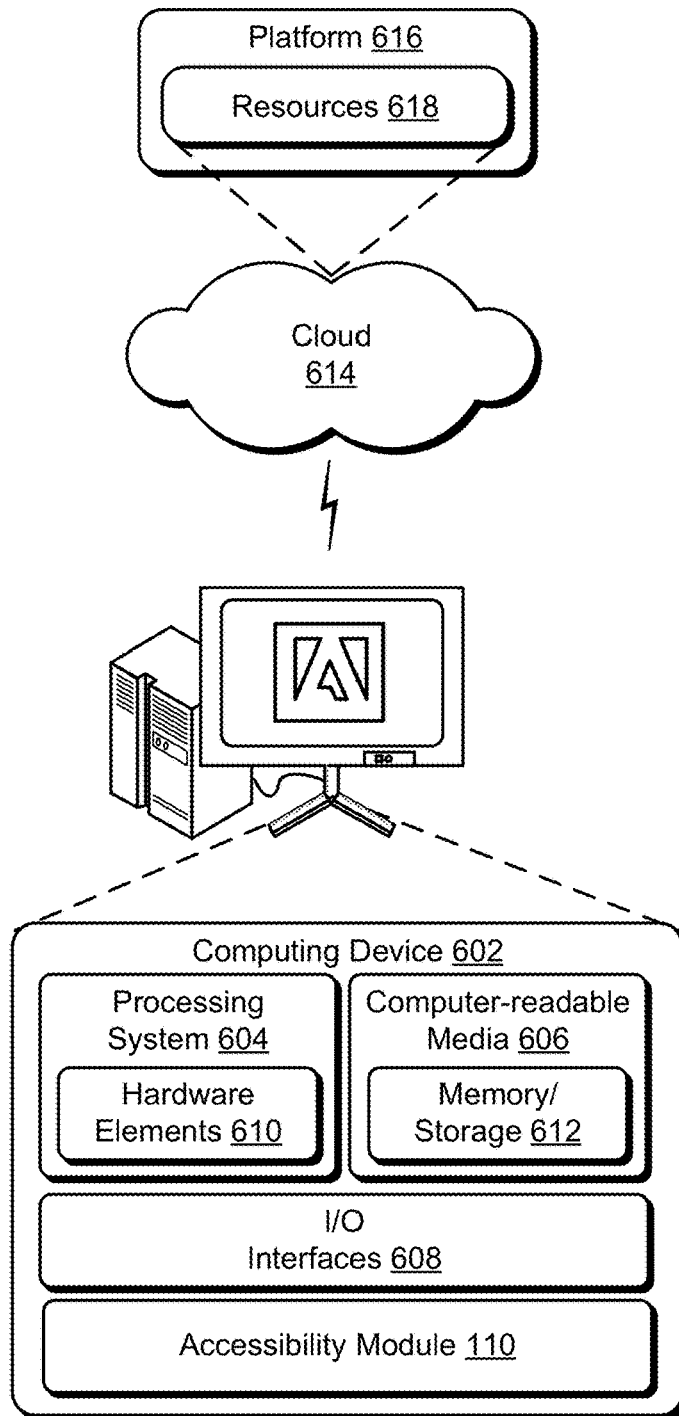 Platform 616
Resources 618
Cloud
614
Computing Device 602
Processing
System 604
Hardware
Elements 610
Computer-readable
Media 606
Memory/
Storage 612
I/O
Interfaces 608
Accessibility Module 110